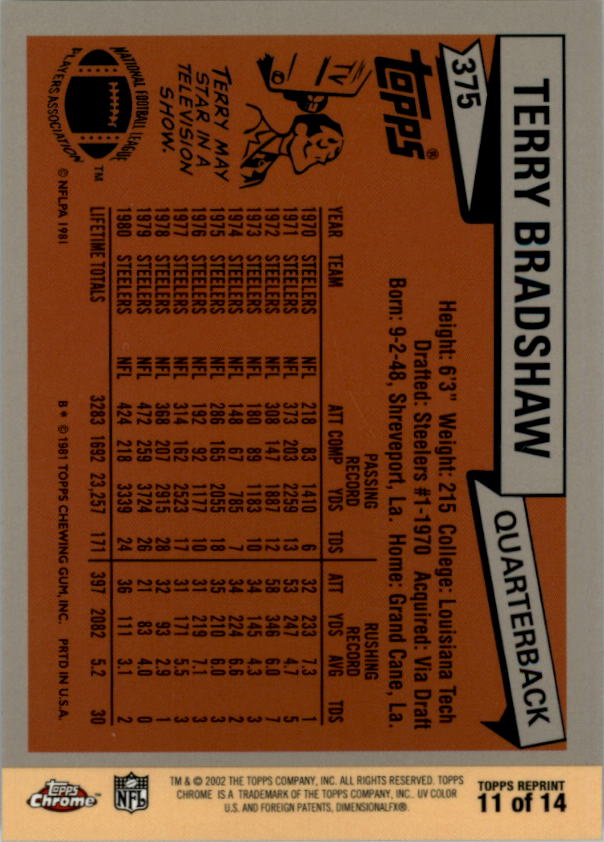 375
TERRY BRADSHAW
QUARTERBACK
topps®
Height: 6'3" Weight: 215 College: Louisiana Tech
Drafted: Steelers #1-1970 Acquired: Via Draft
Born: 9-2-48, Shreveport, La. Home: Grand Cane, La.
TV
TERRY MAY
STAR IN A
TELEVISION
SHOW.
NATIONAL FOOTBALL LEAGUE
PLAYERS ASSOCIATION
NFLPA
TM
© NFLPA 1981
PASSING RECORD RUSHING RECORD
YEAR TEAM ATT COMP YDS TDS ATT YDS AVG TDS
1970 STEELERS NFL 218 83 1410 6 32 233 7.3 1
1971 STEELERS NFL 373 203 2259 13 53 247 4.7 5
1972 STEELERS NFL 308 147 1887 12 58 346 6.0 7
1973 STEELERS NFL 180 89 1183 10 34 145 4.3 3
1974 STEELERS NFL 148 67 785 7 34 224 6.6 2
1975 STEELERS NFL 286 165 2055 18 35 210 6.0 3
1976 STEELERS NFL 192 92 1177 10 31 219 7.1 3
1977 STEELERS NFL 314 162 2523 17 31 171 5.5 3
1978 STEELERS NFL 368 207 2915 28 32 93 2.9 1
1979 STEELERS NFL 472 259 3724 26 21 83 4.0 0
1980 STEELERS NFL 424 218 3339 24 36 111 3.1 2
LIFETIME TOTALS 3283 1692 23,257 171 397 2082 5.2 30
B* © 1981 TOPPS CHEWING GUM, INC. PRTD IN U.S.A.
Topps Chrome™
NFL
TM & © 2002 THE TOPPS COMPANY, INC. ALL RIGHTS RESERVED. TOPPS
CHROME IS A TRADEMARK OF THE TOPPS COMPANY, INC.. UV COLOR
U.S. AND FOREIGN PATENTS, DIMENSIONALFX®.
TOPPS REPRINT
11 of 14